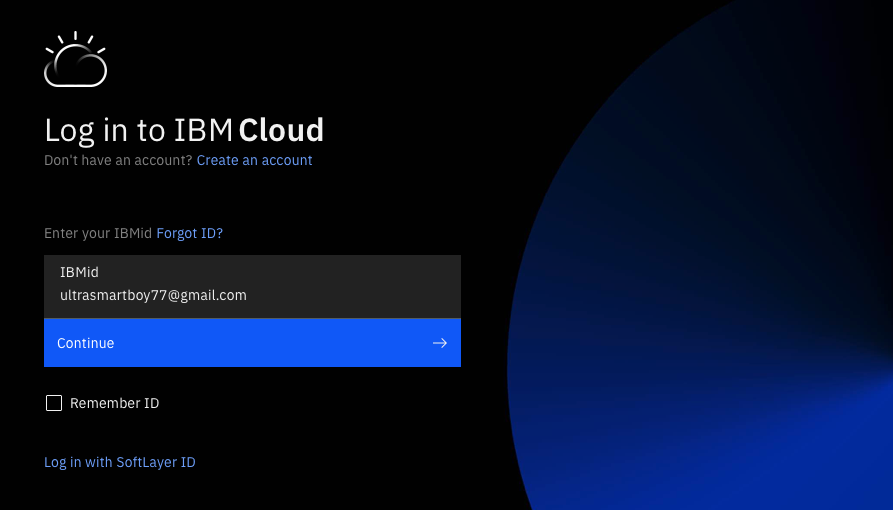 Log in to IBM Cloud
Don't have an account? Create an account
Enter your IBMid Forgot ID?
IBMid
ultrasmartboy77@gmail.com
Continue
Remember ID
Log in with SoftLayer ID